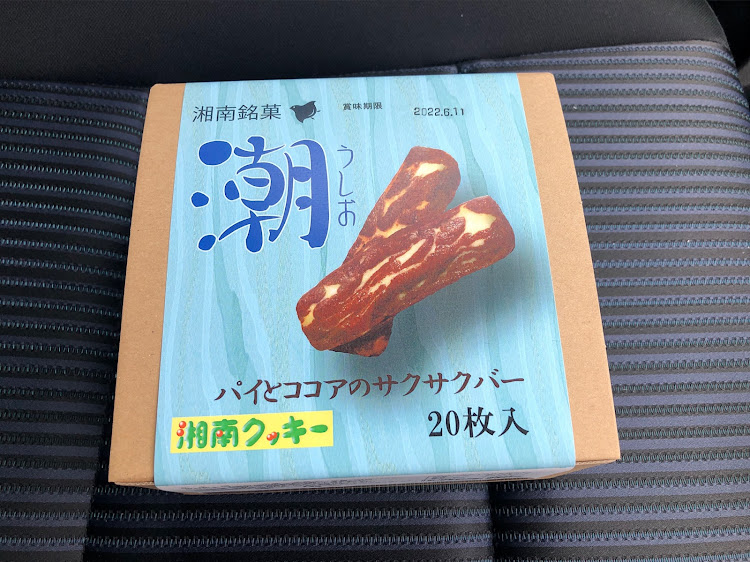 湘南銘菓
賞味期限 2022.6.11
潮
うしお
パイとココアのサクサクバー
湘南クッキー
20枚入